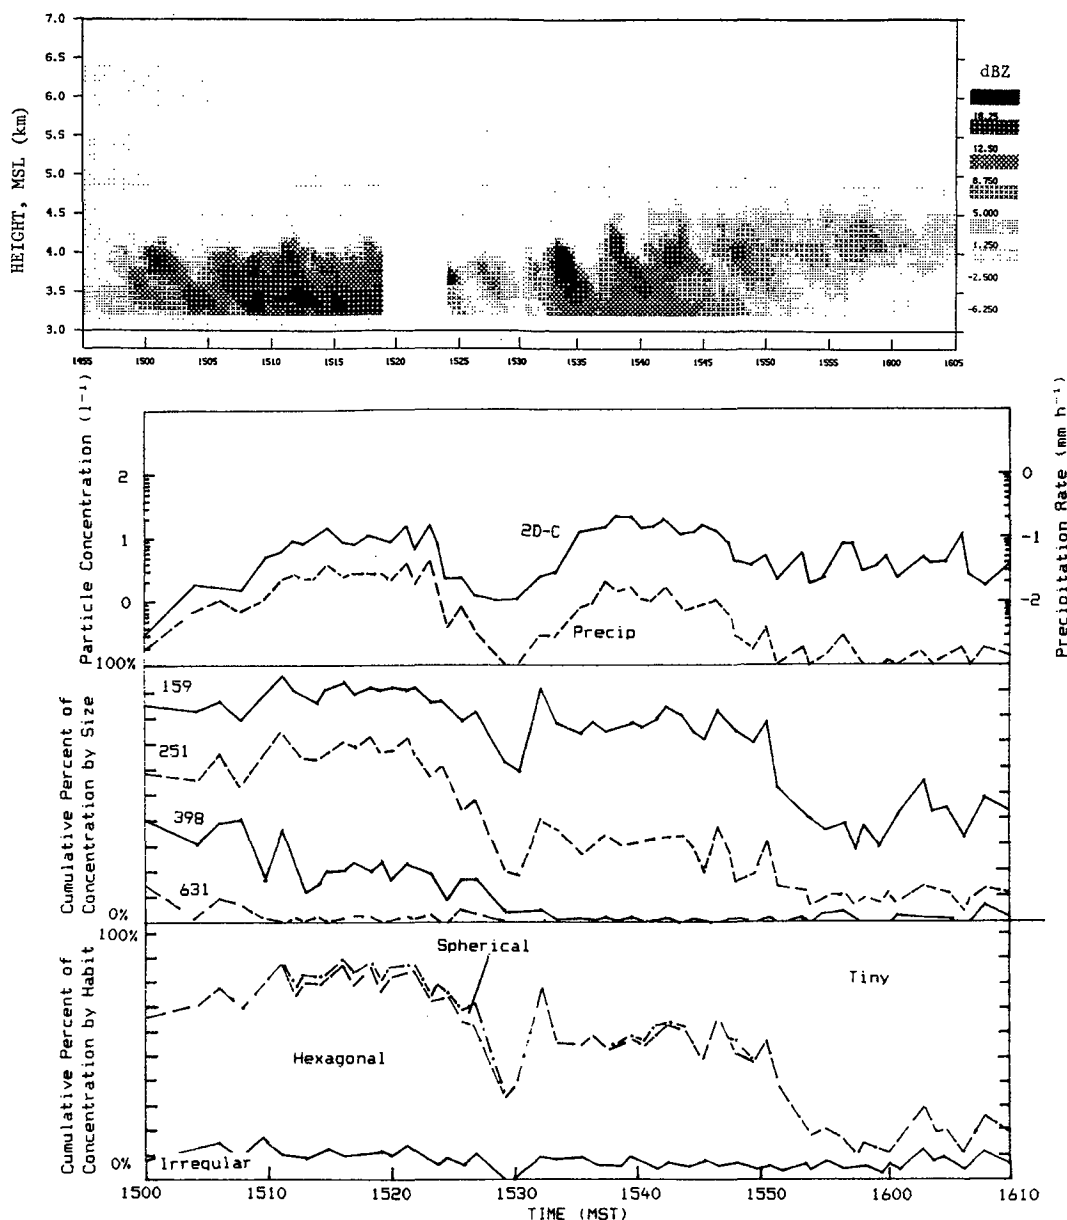 7.0
6.5
6.0
5.5
5.0
4.5
4.0
3.5
3.0
HEIGHT, MSL (km)
dBZ
16.25
12.50
8.750
5.000
1.250
-2.500
-6.250
1455 1500 1505 1510 1515 1520 1525 1530 1535 1540 1545 1550 1555 1600 1605
Particle Concentration (l⁻¹)
2
1
0
Precipitation Rate (mm h⁻¹)
0
-1
-2
2D-C
Precip
100%
Cumulative Percent of
Concentration by Size
159
251
398
631
0%
100%
Cumulative Percent of
Concentration by Habit
Spherical
Tiny
Hexagonal
0%
Irregular
1500 1510 1520 1530 1540 1550 1600 1610
TIME (MST)